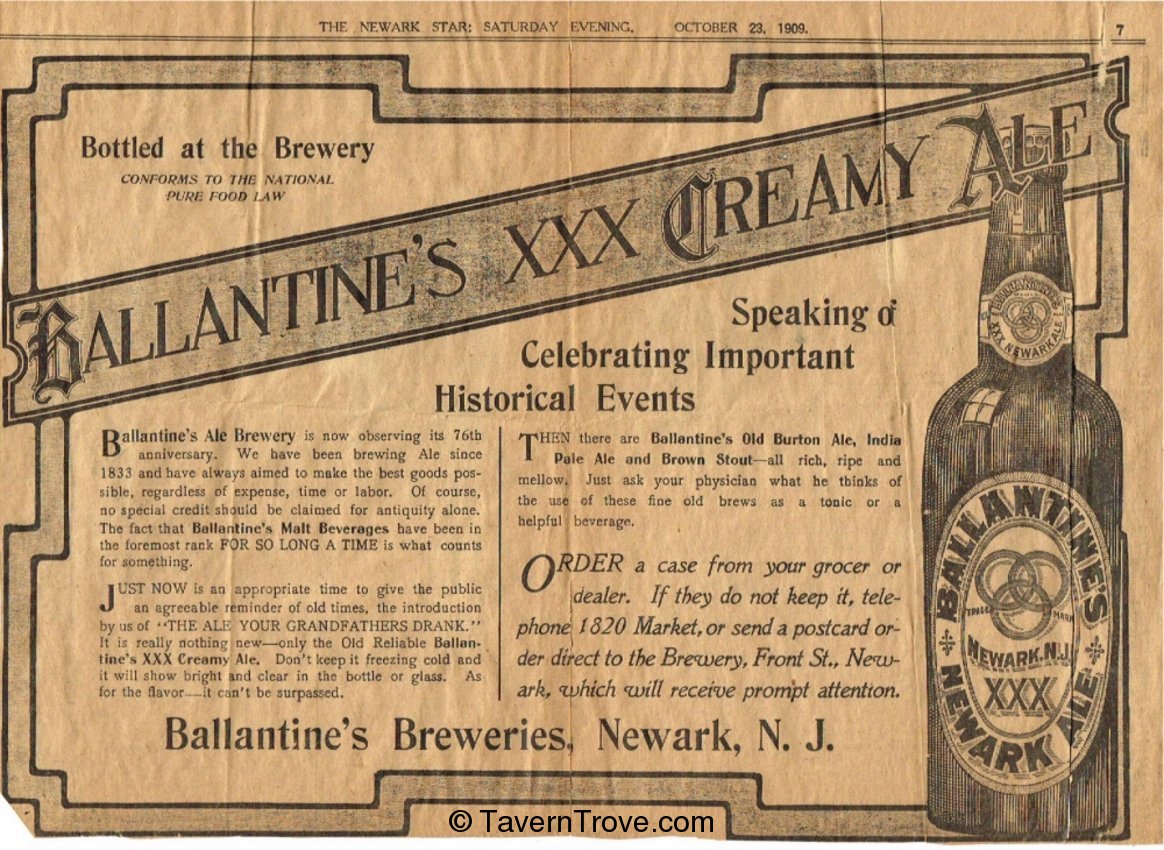 THE NEWARK STAR: SATURDAY EVENING, OCTOBER 23, 1909. 7
Bottled at the Brewery
CONFORMS TO THE NATIONAL
PURE FOOD LAW
BALLANTINE'S XXX CREAMY ALE
Speaking of
Celebrating Important
Historical Events
Ballantine's Ale Brewery is now observing its 76th
anniversary. We have been brewing Ale since
1833 and have always aimed to make the best goods pos-
sible, regardless of expense, time or labor. Of course,
no special credit should be claimed for antiquity alone.
The fact that Ballantine's Malt Beverages have been in
the foremost rank FOR SO LONG A TIME is what counts
for something.
JUST NOW is an appropriate time to give the public
an agreeable reminder of old times, the introduction
by us of "THE ALE YOUR GRANDFATHERS DRANK."
It is really nothing new—only the Old Reliable Ballan-
tine's XXX Creamy Ale. Don't keep it freezing cold and
it will show bright and clear in the bottle or glass. As
for the flavor—it can't be surpassed.
THEN there are Ballantine's Old Burton Ale, India
Pale Ale and Brown Stout—all rich, ripe and
mellow. Just ask your physician what he thinks of
the use of these fine old brews as a tonic or a
helpful beverage.
ORDER a case from your grocer or
dealer. If they do not keep it, tele-
phone 1820 Market, or send a postcard or-
der direct to the Brewery, Front St., New-
ark, which will receive prompt attention.
Ballantine's Breweries, Newark, N. J.
BALLANTINE'S
XXX NEWARK ALE
BALLANTINE'S
TRADE MARK
NEWARK, N.J.
XXX
NEWARK ALE
© TavernTrove.com